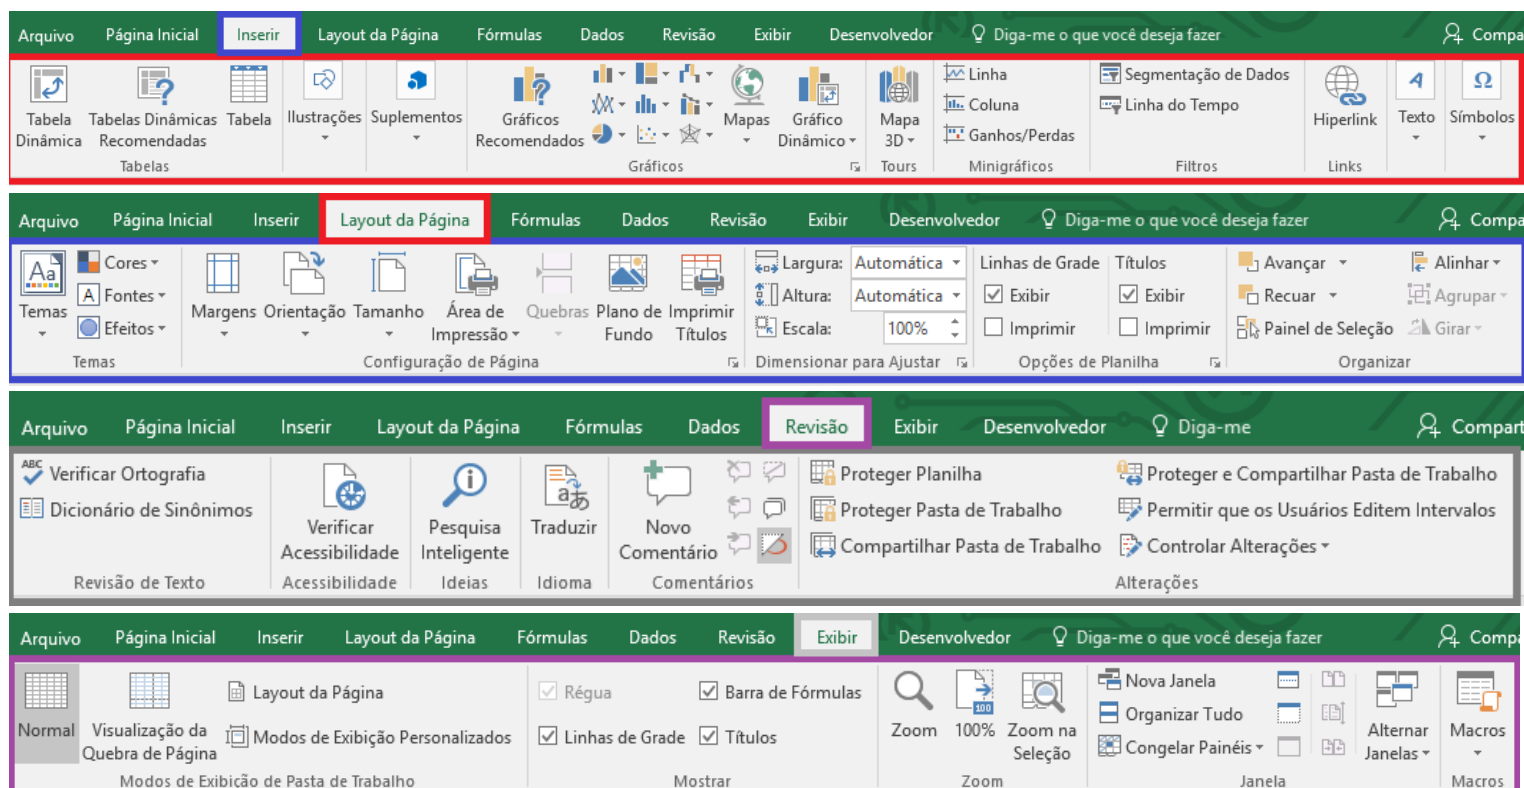 Arquivo Página Inicial Inserir Layout da Página Fórmulas Dados Revisão Exibir Desenvolvedor Diga-me o que você deseja fazer Compa
Linha Segmentação de Dados
Coluna Linha do Tempo
Tabela Tabelas Dinâmicas Tabela Ilustrações Suplementos Gráficos Mapas Gráfico Mapa Hiperlink Texto Símbolos
Dinâmica Recomendadas Recomendados Dinâmico 3D Ganhos/Perdas
Tabelas Gráficos Tours Minigráficos Filtros Links
Arquivo Página Inicial Inserir Layout da Página Fórmulas Dados Revisão Exibir Desenvolvedor Diga-me o que você deseja fazer Compa
Aa Cores Largura: Automática Linhas de Grade Títulos Avançar Alinhar
A Fontes Altura: Automática Exibir Exibir Recuar Agrupar
Temas Margens Orientação Tamanho Área de Quebras Plano de Imprimir
Efeitos Impressão Fundo Títulos Escala: 100% Imprimir Imprimir Painel de Seleção Girar
Temas Configuração de Página Dimensionar para Ajustar Opções de Planilha Organizar
Arquivo Página Inicial Inserir Layout da Página Fórmulas Dados Revisão Exibir Desenvolvedor Diga-me Compart
ABC Verificar Ortografia Proteger Planilha Proteger e Compartilhar Pasta de Trabalho
Dicionário de Sinônimos Proteger Pasta de Trabalho Permitir que os Usuários Editem Intervalos
Verificar Pesquisa Traduzir Novo
Acessibilidade Inteligente Comentário Compartilhar Pasta de Trabalho Controlar Alterações
Revisão de Texto Acessibilidade Ideias Idioma Comentários Alterações
Arquivo Página Inicial Inserir Layout da Página Fórmulas Dados Revisão Exibir Desenvolvedor Diga-me o que você deseja fazer Compa
Layout da Página Régua Barra de Fórmulas 100 Nova Janela
Organizar Tudo
Normal Visualização da Modos de Exibição Personalizados Linhas de Grade Títulos Zoom 100% Zoom na Alternar Macros
Quebra de Página Seleção Congelar Painéis Janelas
Modos de Exibição de Pasta de Trabalho Mostrar Zoom Janela Macros